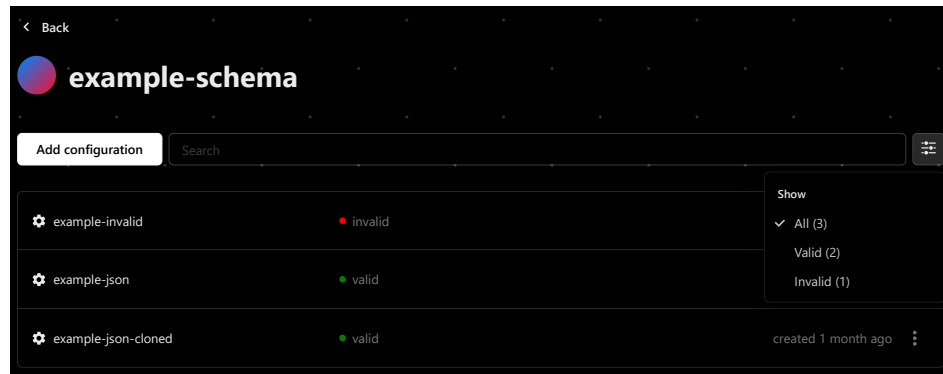 Back
example-schema
Add configuration
Search
Show
All (3)
Valid (2)
Invalid (1)
example-invalid
invalid
example-json
valid
example-json-cloned
valid
created 1 month ago